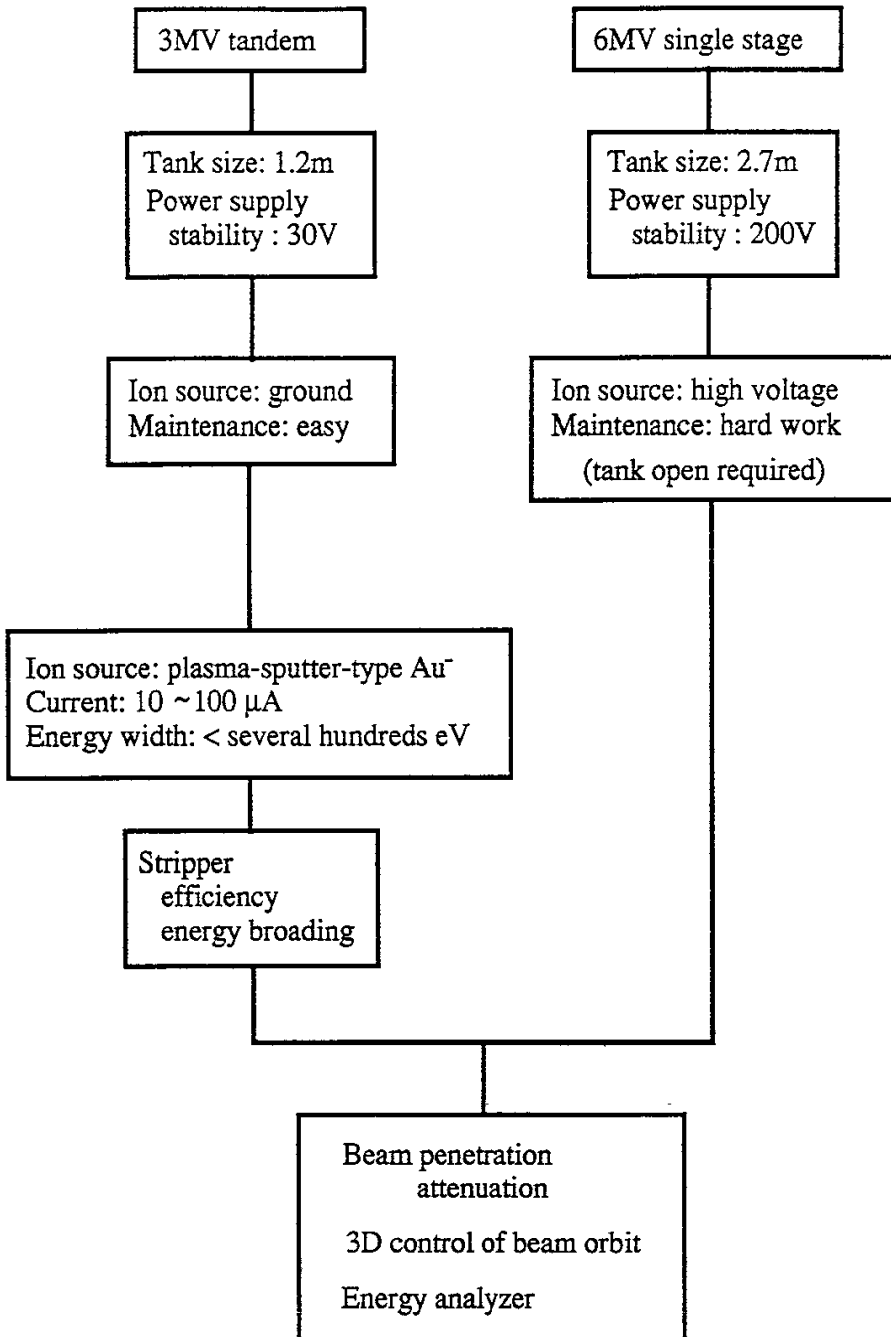 3MV tandem
6MV single stage
Tank size: 1.2m
Power supply
stability : 30V
Tank size: 2.7m
Power supply
stability : 200V
Ion source: ground
Maintenance: easy
Ion source: high voltage
Maintenance: hard work
(tank open required)
Ion source: plasma-sputter-type Au⁻
Current: 10 ~100 μA
Energy width: < several hundreds eV
Stripper
efficiency
energy broading
Beam penetration
attenuation
3D control of beam orbit
Energy analyzer